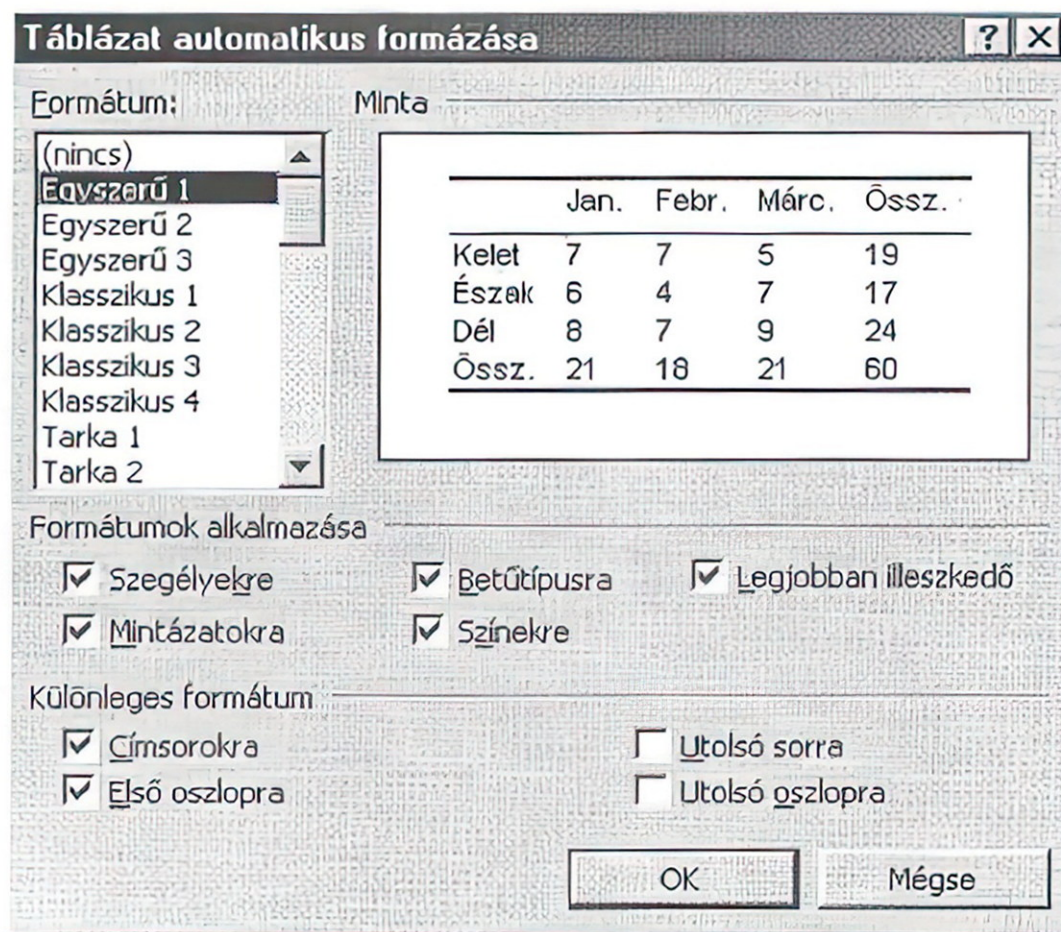 Táblázat automatikus formázása
Formátum:
(nincs)
Egyszerű 1
Egyszerű 2
Egyszerű 3
Klasszikus 1
Klasszikus 2
Klasszikus 3
Klasszikus 4
Tarka 1
Tarka 2
Minta
Jan. Febr. Márc. Össz.
Kelet 7 7 5 19
Észak 6 4 7 17
Dél 8 7 9 24
Össz. 21 18 21 60
Formátumok alkalmazása
Szegélyekre Betűtípusra Legjobban illeszkedő
Mintázatokra Színekre
Különleges formátum
Címsorokra Utolsó sorra
Első oszlopra Utolsó oszlopra
OK Mégse